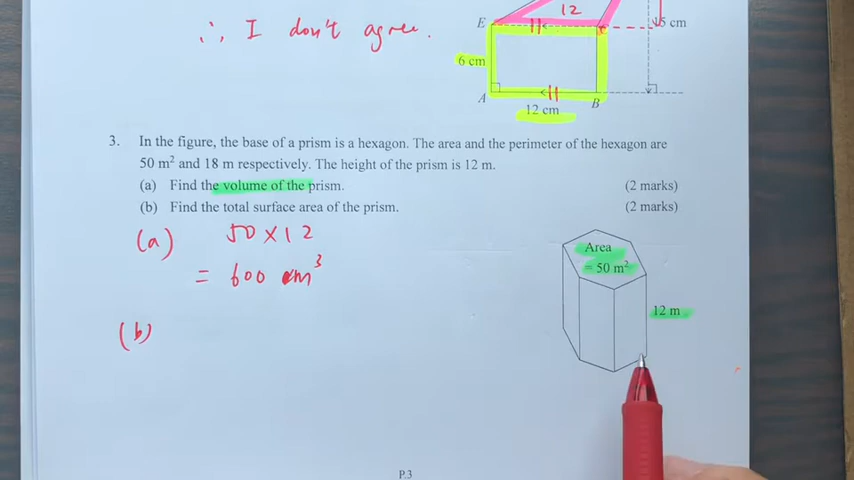 12
∴ I don't agree.
E
15 cm
6 cm
A
B
12 cm
3. In the figure, the base of a prism is a hexagon. The area and the perimeter of the hexagon are
50 m² and 18 m respectively. The height of the prism is 12 m.
(a) Find the volume of the prism. (2 marks)
(b) Find the total surface area of the prism. (2 marks)
(a) 50 × 12
= 600 m³
Area
= 50 m²
12 m
(b)
P.3